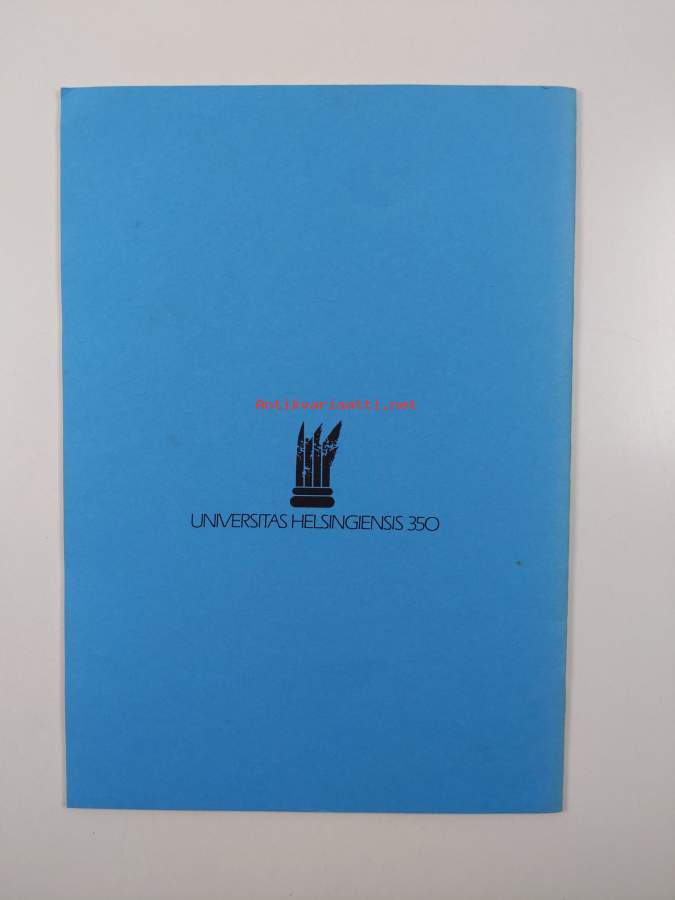 Antikvariaatti.net
UNIVERSITAS HELSINGIENSIS 350